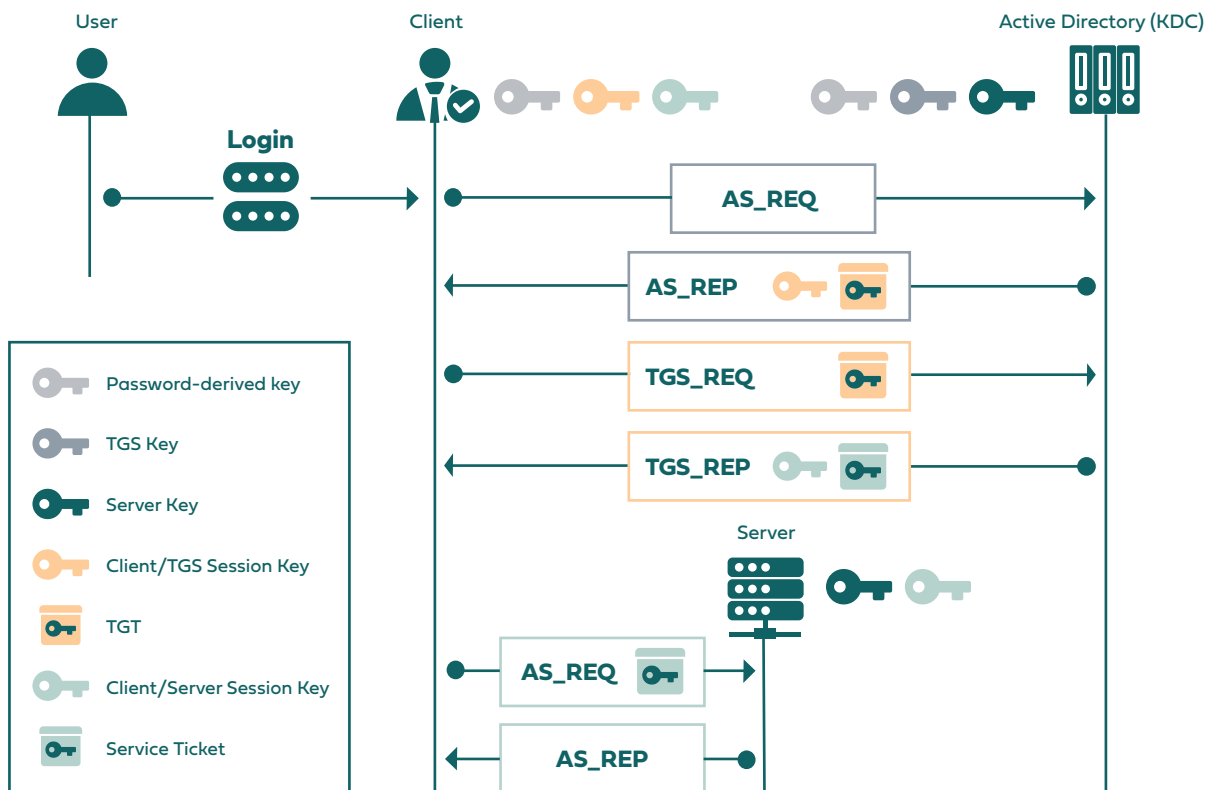 User
Client
Active Directory (KDC)
Login
AS_REQ
AS_REP
TGS_REQ
TGS_REP
Server
AS_REQ
AS_REP
Password-derived key
TGS Key
Server Key
Client/TGS Session Key
TGT
Client/Server Session Key
Service Ticket